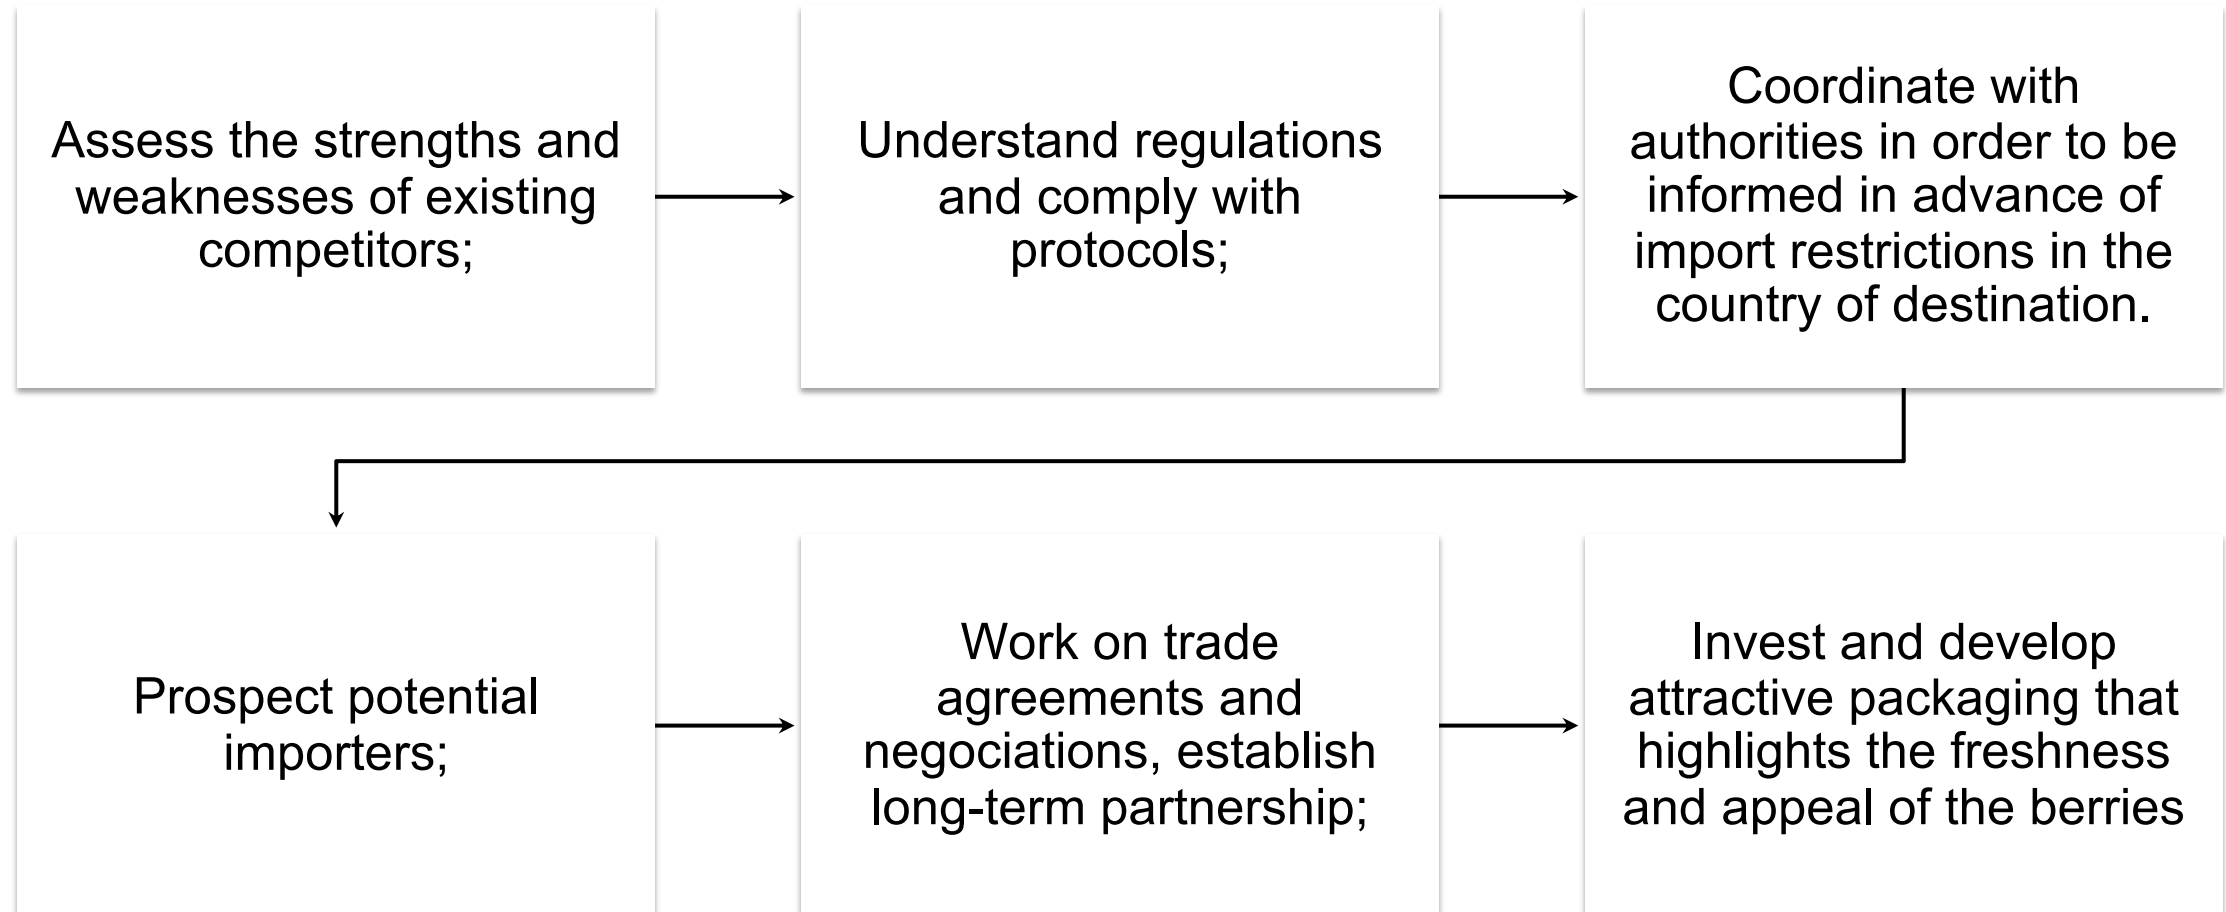 Assess the strengths and
weaknesses of existing
competitors;
Understand regulations
and comply with
protocols;
Coordinate with
authorities in order to be
informed in advance of
import restrictions in the
country of destination.
Prospect potential
importers;
Work on trade
agreements and
negociations, establish
long-term partnership;
Invest and develop
attractive packaging that
highlights the freshness
and appeal of the berries